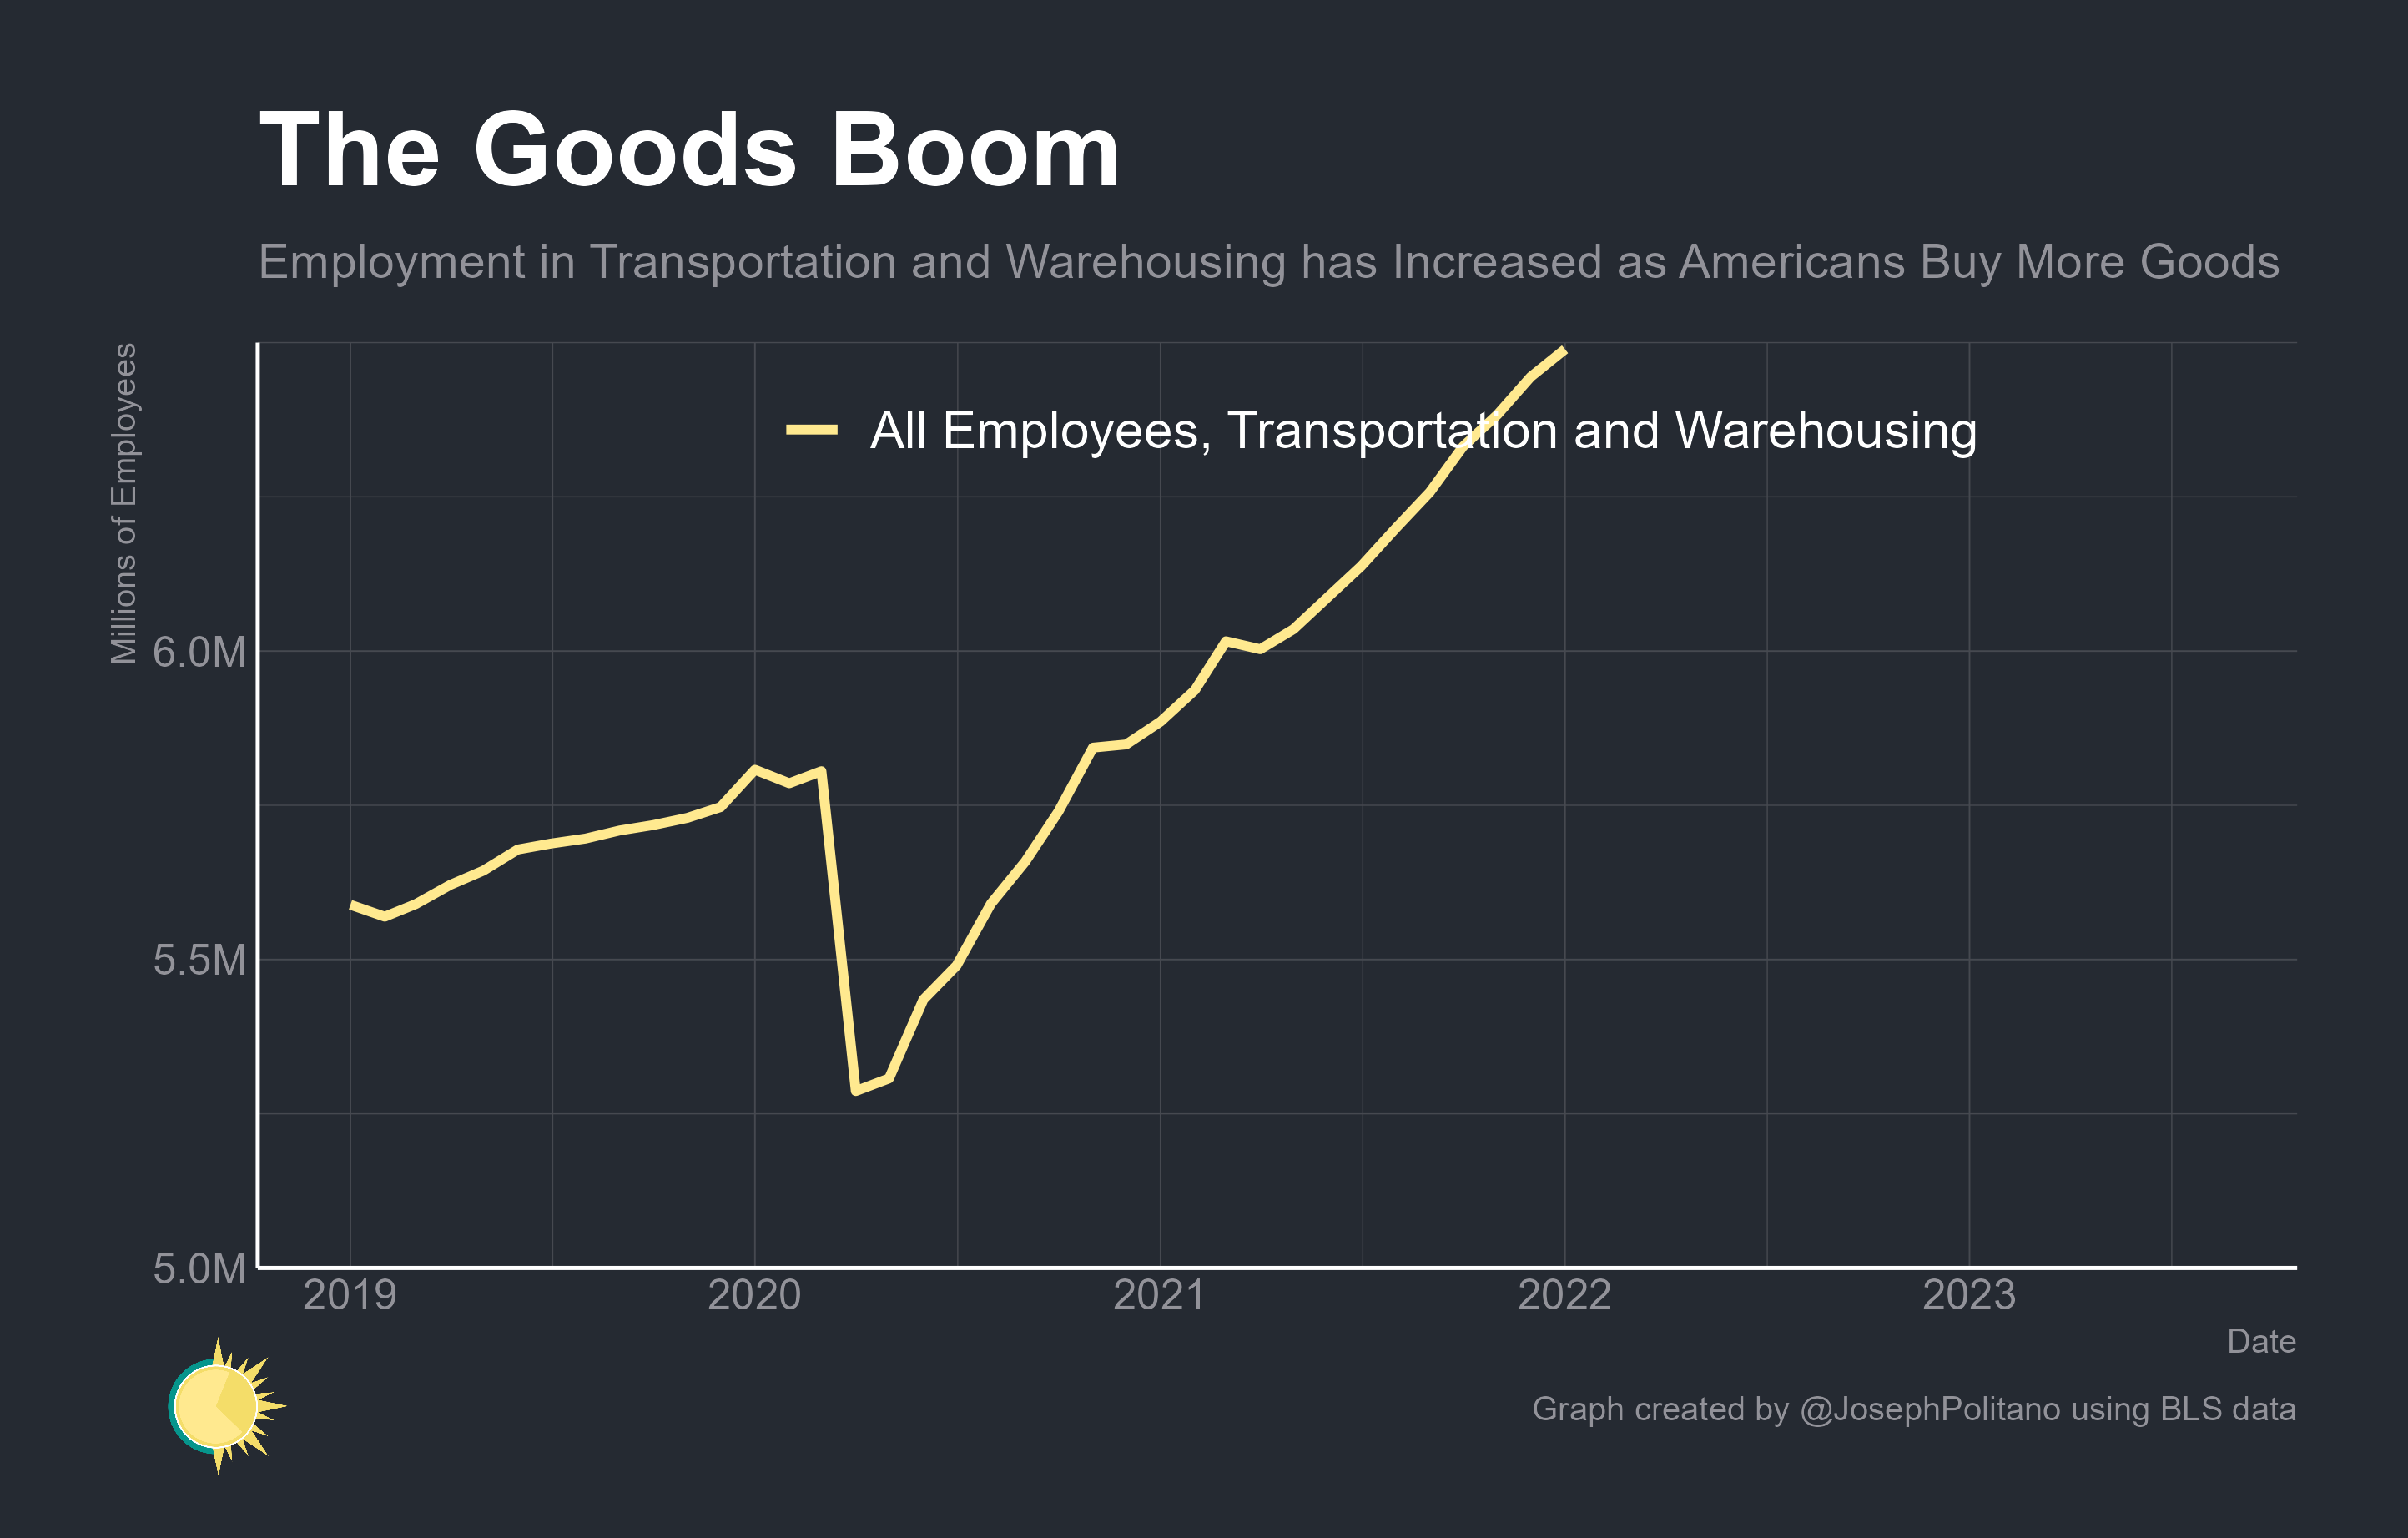 The Goods Boom
Employment in Transportation and Warehousing has Increased as Americans Buy More Goods
Millions of Employees
All Employees, Transportation and Warehousing
6.0M
5.5M
5.0M
2019 2020 2021 2022 2023
Date
Graph created by @JosephPolitano using BLS data